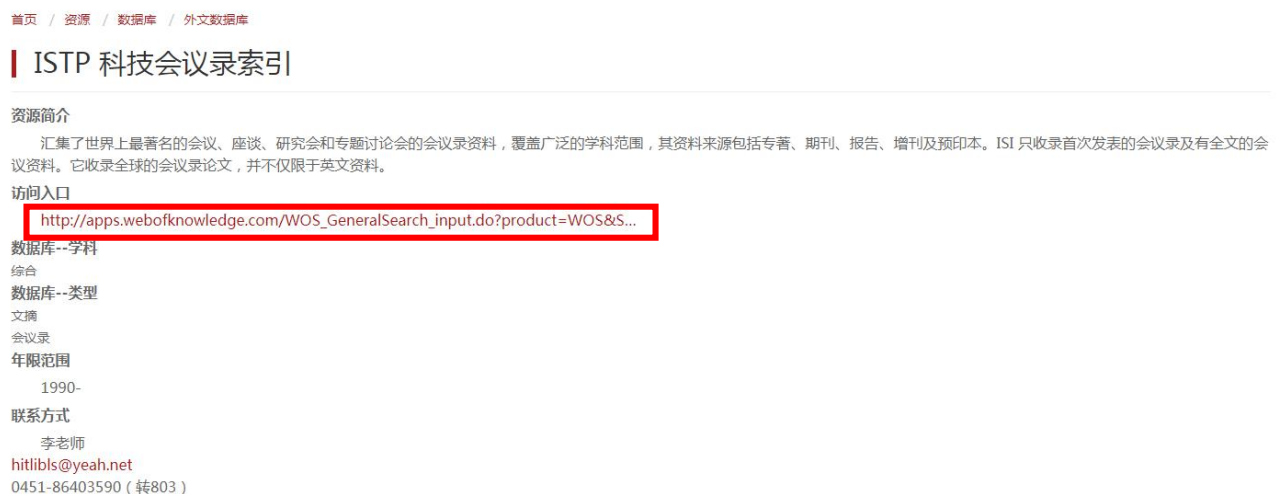 首页 / 资源 / 数据库 / 外文数据库
ISTP 科技会议录索引
资源简介
汇集了世界上最著名的会议、座谈、研究会和专题讨论会的会议录资料，覆盖广泛的学科范围，其资料来源包括专著、期刊、报告、增刊及预印本。ISI 只收录首次发表的会议录及有全文的会
议资料。它收录全球的会议录论文，并不仅限于英文资料。
访问入口
http://apps.webofknowledge.com/WOS_GeneralSearch_input.do?product=WOS&S...
数据库--学科
综合
数据库--类型
文摘
会议录
年限范围
1990-
联系方式
李老师
hitlibls@yeah.net
0451-86403590（转803）